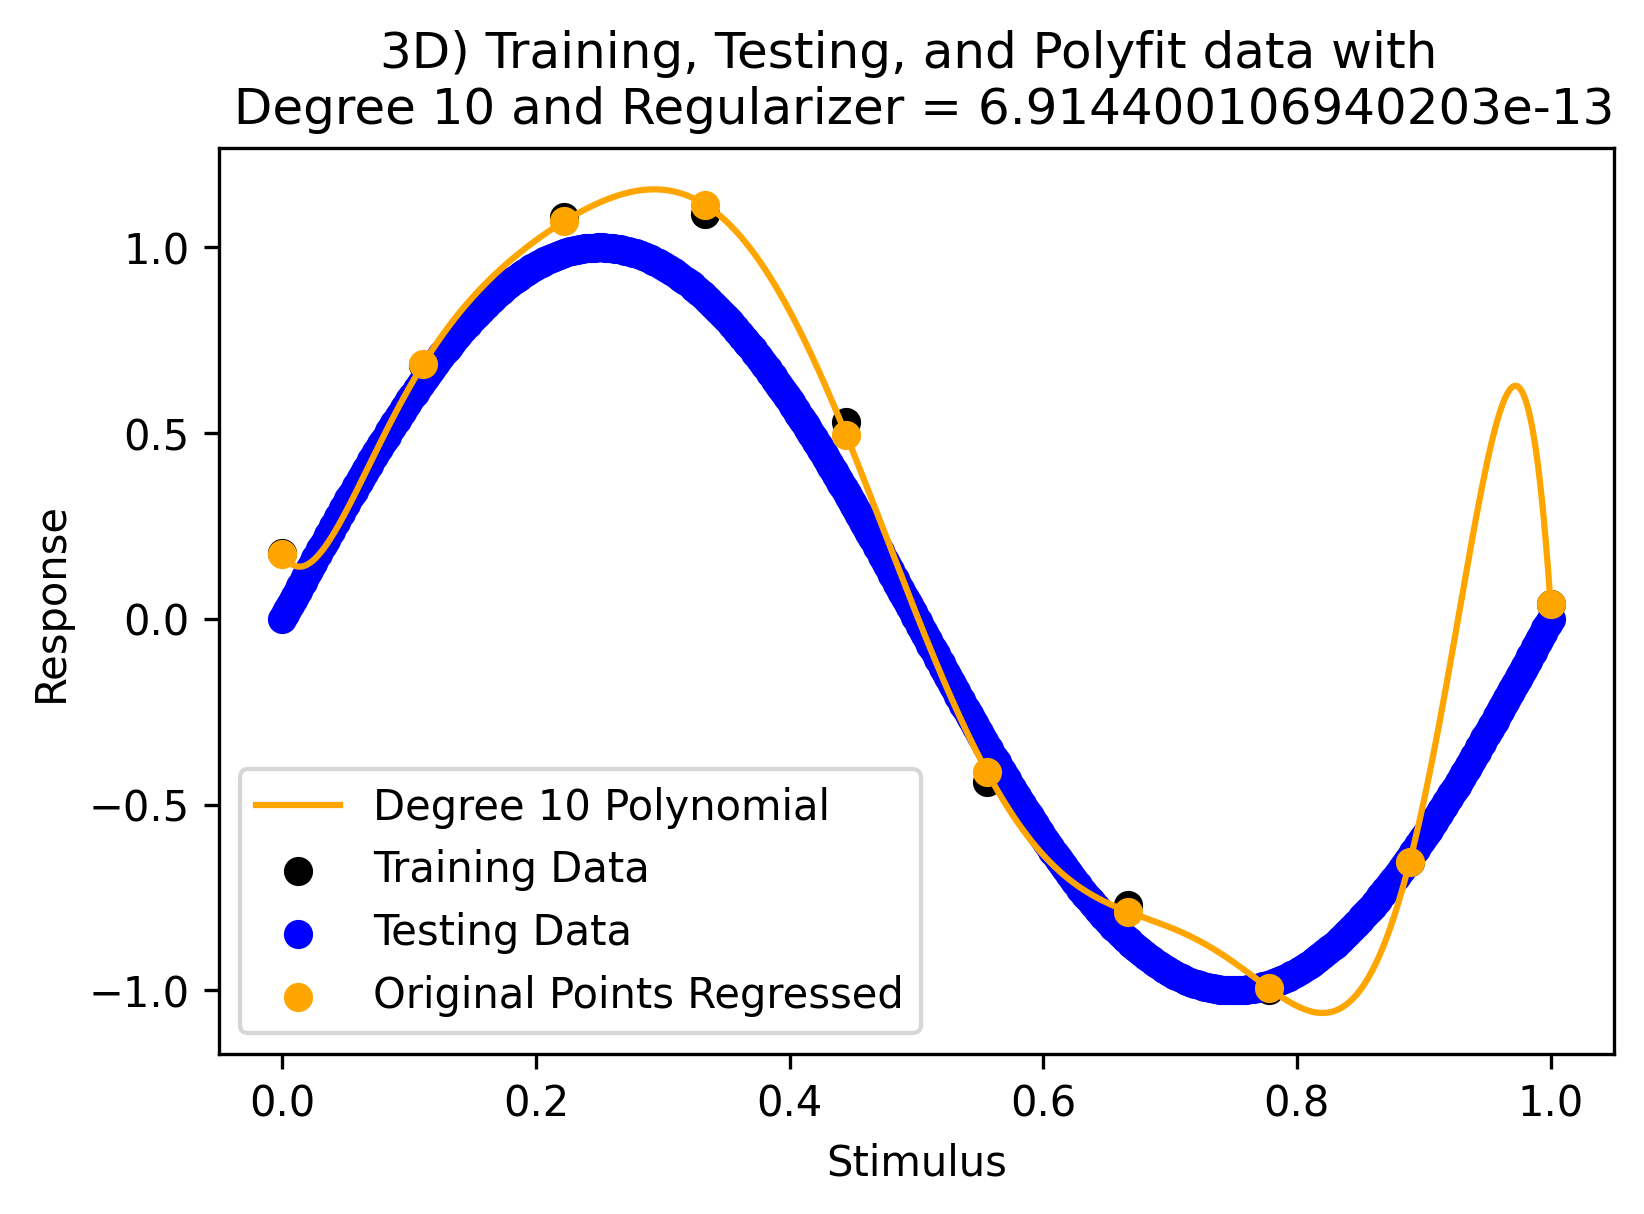 3D) Training, Testing, and Polyfit data with
Degree 10 and Regularizer = 6.9144001106940203e-13
1.0
0.5
0.0
−0.5
−1.0
Response
Degree 10 Polynomial
Training Data
Testing Data
Original Points Regressed
0.0 0.2 0.4 0.6 0.8 1.0
Stimulus